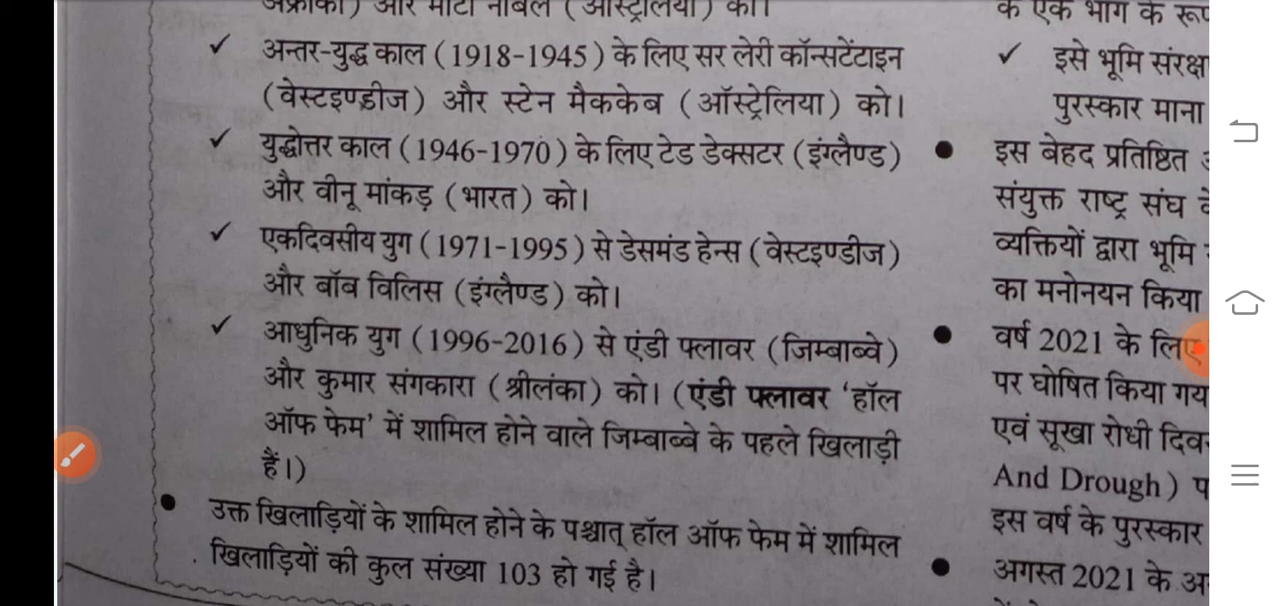 अफ्रीका) और मोंटी नोबल (ऑस्ट्रेलिया) को।
✓ अन्तर-युद्ध काल (1918-1945) के लिए सर लेरी कॉन्सटेंटाइन
(वेस्टइण्डीज) और स्टेन मैककेब (ऑस्ट्रेलिया) को।
✓ युद्धोत्तर काल (1946-1970) के लिए टेड डेक्सटर (इंग्लैण्ड)
और वीनू मांकड़ (भारत) को।
✓ एकदिवसीय युग (1971-1995) से डेसमंड हेन्स (वेस्टइण्डीज)
और बॉब विलिस (इंग्लैण्ड) को।
✓ आधुनिक युग (1996-2016) से एंडी फ्लावर (जिम्बाब्वे)
और कुमार संगकारा (श्रीलंका) को। (एंडी फ्लावर ‘हॉल
ऑफ फेम’ में शामिल होने वाले जिम्बाब्वे के पहले खिलाड़ी
हैं।)
● उक्त खिलाड़ियों के शामिल होने के पश्चात् हॉल ऑफ फेम में शामिल
खिलाड़ियों की कुल संख्या 103 हो गई है।
के एक भाग के रूप
✓ इसे भूमि संरक्ष
पुरस्कार माना
● इस बेहद प्रतिष्ठित
संयुक्त राष्ट्र संघ
व्यक्तियों द्वारा भूमि
का मनोनयन किया
● वर्ष 2021 के लिए
पर घोषित किया गय
एवं सूखा रोधी दिव
And Drough) प
इस वर्ष के पुरस्कार
● अगस्त 2021 के अ